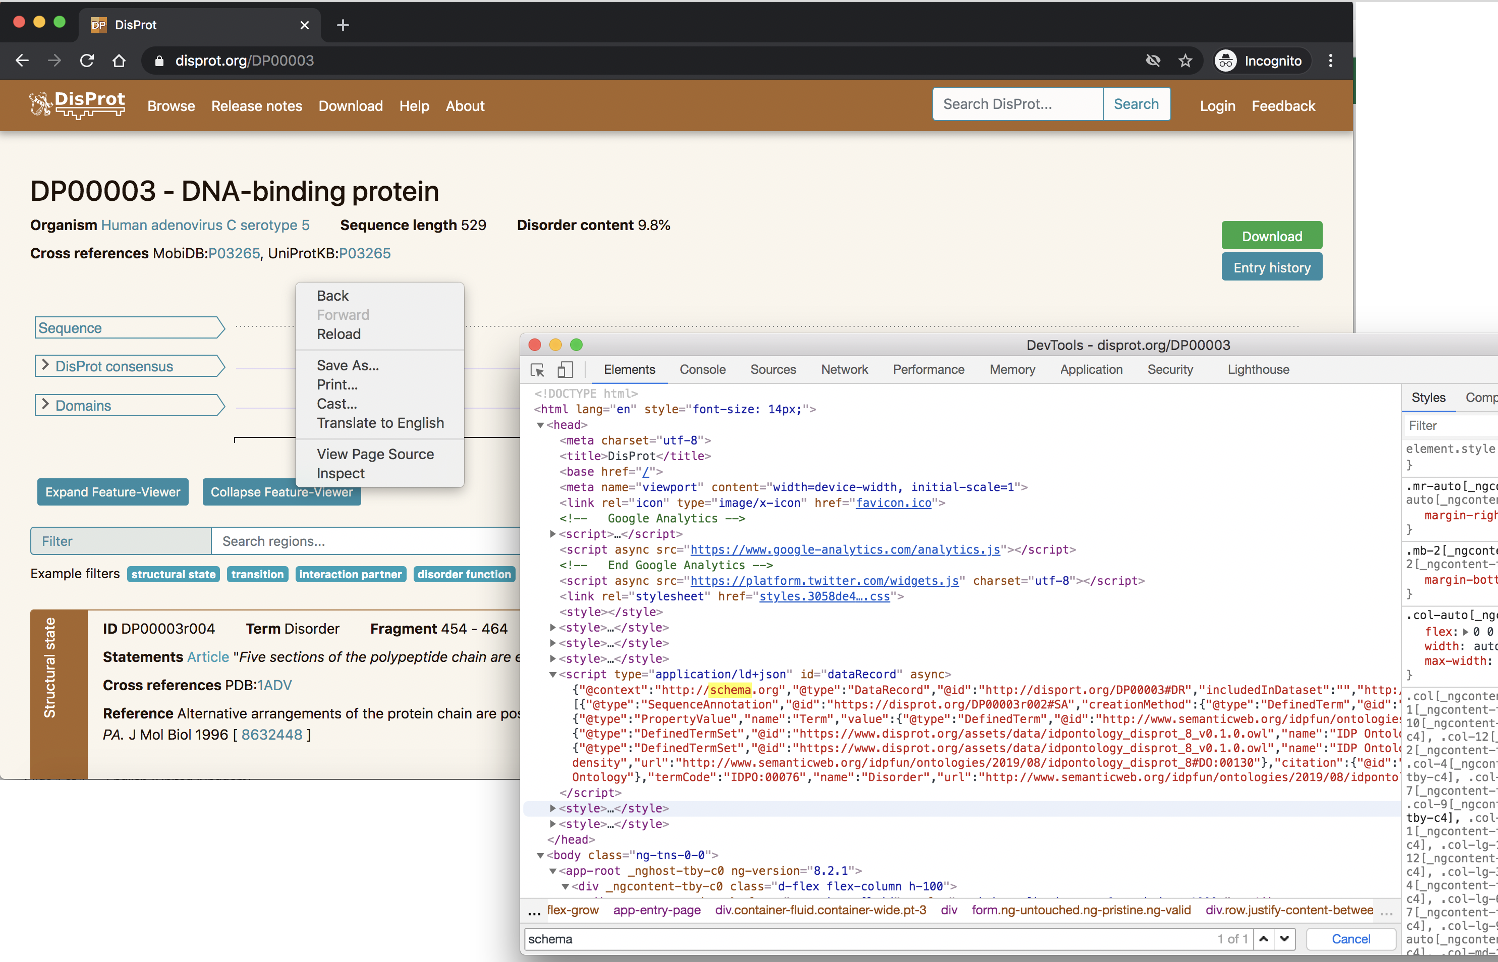 DP DisProt × +
disprot.org/DP00003 Incognito
DisProt Browse Release notes Download Help About Search DisProt... Search Login Feedback
DP00003 - DNA-binding protein
Organism Human adenovirus C serotype 5 Sequence length 529 Disorder content 9.8%
Cross references MobiDB:P03265, UniProtKB:P03265
Download
Entry history
Back
Forward
Reload
Save As...
Print...
Cast...
Translate to English
View Page Source
Inspect
Sequence
DisProt consensus
Domains
Expand Feature-Viewer Collapse Feature-Viewer
Filter Search regions...
Example filters structural state transition interaction partner disorder function
Structural state
ID DP00003r004 Term Disorder Fragment 454 - 464
Statements Article "Five sections of the polypeptide chain are e
Cross references PDB:1ADV
Reference Alternative arrangements of the protein chain are pos
PA. J Mol Biol 1996 [ 8632448 ]
DevTools - disprot.org/DP00003
Elements Console Sources Network Performance Memory Application Security Lighthouse
<!DOCTYPE html>
<html lang="en" style="font-size: 14px;">
<head>
<meta charset="utf-8">
<title>DisProt</title>
<base href="/">
<meta name="viewport" content="width=device-width, initial-scale=1">
<link rel="icon" type="image/x-icon" href="favicon.ico">
<!-- Google Analytics -->
<script>…</script>
<script async src="https://www.google-analytics.com/analytics.js"></script>
<!-- End Google Analytics -->
<script async src="https://platform.twitter.com/widgets.js" charset="utf-8"></script>
<link rel="stylesheet" href="styles.3058de4….css">
<style></style>
<style>…</style>
<style>…</style>
<style>…</style>
<script type="application/ld+json" id="dataRecord" async>
{"@context":"http://schema.org","@type":"DataRecord","@id":"http://disport.org/DP00003#DR","includedInDataset":"","http:
[{"@type":"SequenceAnnotation","@id":"https://disprot.org/DP00003r002#SA","creationMethod":{"@type":"DefinedTerm","@id":
{"@type":"PropertyValue","name":"Term","value":{"@type":"DefinedTerm","@id":"http://www.semanticweb.org/idpfun/ontologies
{"@type":"DefinedTermSet","@id":"https://www.disprot.org/assets/data/idpontology_disprot_8_v0.1.0.owl","name":"IDP Ontol
{"@type":"DefinedTermSet","@id":"https://www.disprot.org/assets/data/idpontology_disprot_8_v0.1.0.owl","name":"IDP Ontol
density","url":"http://www.semanticweb.org/idpfun/ontologies/2019/08/idpontology_disprot_8#DO:00130"},"citation":{"@id":
Ontology"},"termCode":"IDPO:00076","name":"Disorder","url":"http://www.semanticweb.org/idpfun/ontologies/2019/08/idponto
</script>
<style>…</style>
<style>…</style>
</head>
<body class="ng-tns-0-0">
<app-root _nghost-tby-c0 ng-version="8.2.1">
<div _ngcontent-tby-c0 class="d-flex flex-column h-100">
... flex-grow app-entry-page div.container-fluid.container-wide.pt-3 div form.ng-untouched.ng-pristine.ng-valid div.row.justify-content-betwee ...
schema 1 of 1 Cancel
Styles Comp
Filter
element.style
}
.mr-auto[_ngc
auto[_ngcontent
margin-righ
}
.mb-2[_ngcont
2[_ngcontent-t
margin-bott
}
.col-auto[_ng
flex: 0 0
width: auto
max-width:
}
.col[_ngconten
1[_ngcontent-t
10[_ngcontent-
c4], .col-12[_
2[_ngcontent-t
.col-4[_ngcont
tby-c4], .col-
7[_ngcontent-t
.col-9[_ngcont
tby-c4], .col-
1[_ngcontent-t
c4], .col-lg-1
12[_ngcontent-
c4], .col-lg-3
4[_ngcontent-t
c4], .col-lg-6
7[_ngcontent-t
c4], .col-lg-9
auto[_ngconten
c4], .col-md-1